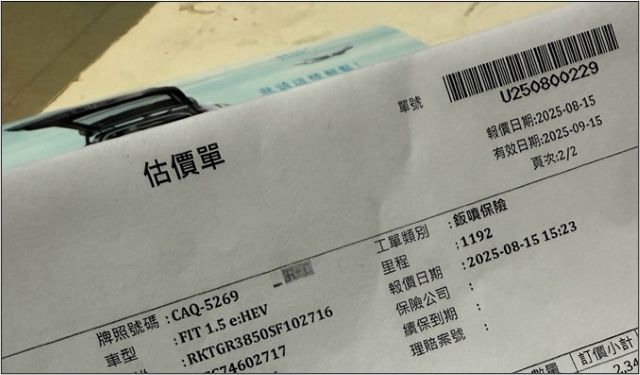 單號
U250800229
報價日期:2025-08-15
有效日期:2025-09-15
頁次:2/2
估價單
工單類別 :鈑噴保險
里程 :1192
報價日期 :2025-08-15 15:23
保險公司 :
續保到期 :
理賠案號 :
牌照號碼 :CAQ-5269
車型 :FIT 1.5 e:HEV
:RKTGR3850SF102716
74602717
數量
訂價小計
2,34